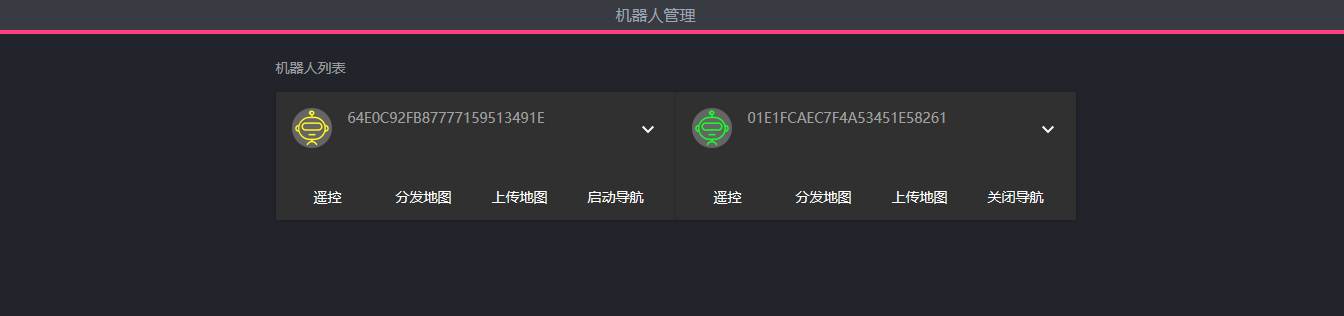 机器人管理
机器人列表
64E0C92FB87777159513491E
01E1FCAEC7F4A53451E58261
遥控 分发地图 上传地图 启动导航
遥控 分发地图 上传地图 关闭导航